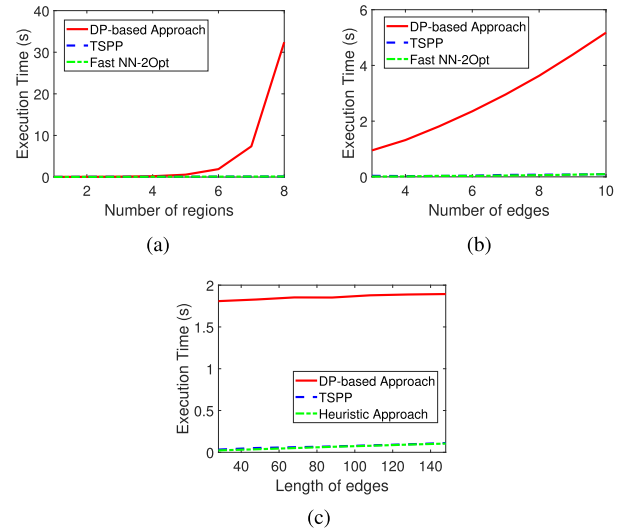 40
30
20
10
0
Execution Time (s)
DP-based Approach
TSPP
Fast NN-2Opt
2
4
6
8
Number of regions
(a)
6
4
2
0
Execution Time (s)
DP-based Approach
TSPP
Fast NN-2Opt
4
6
8
10
Number of edges
(b)
2
1.5
1
0.5
0
Execution Time (s)
DP-based Approach
TSPP
Heuristic Approach
40
60
80
100
120
140
Length of edges
(c)